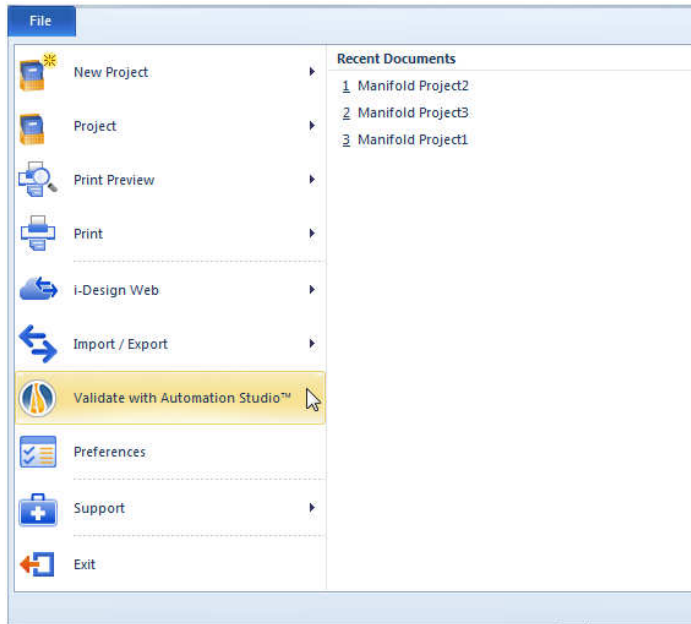 File
New Project
Project
Print Preview
Print
i-Design Web
Import / Export
Validate with Automation Studio™
Preferences
Support
Exit
Recent Documents
1 Manifold Project2
2 Manifold Project3
3 Manifold Project1